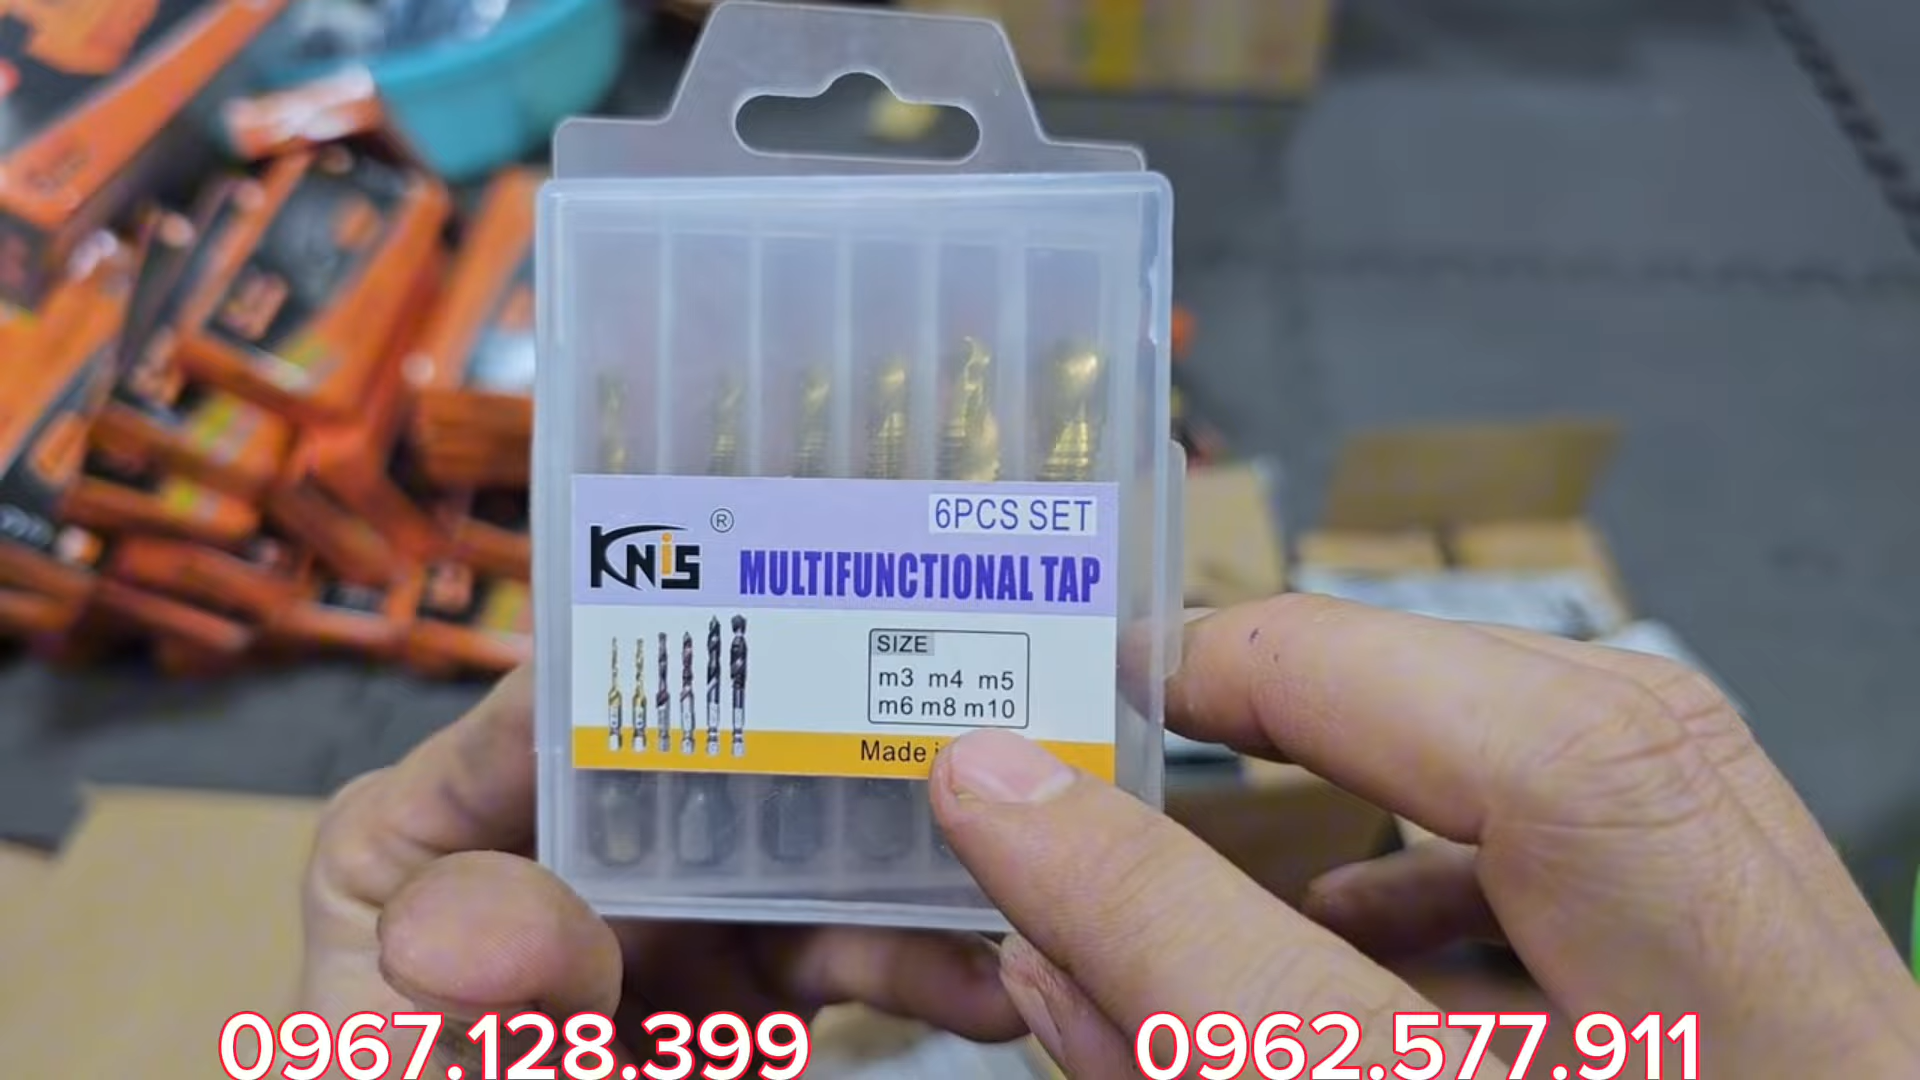 6PCS SET
KNiS ®
MULTIFUNCTIONAL TAP
SIZE
m3 m4 m5
m6 m8 m10
Made
0967.128.399
0962.577.911